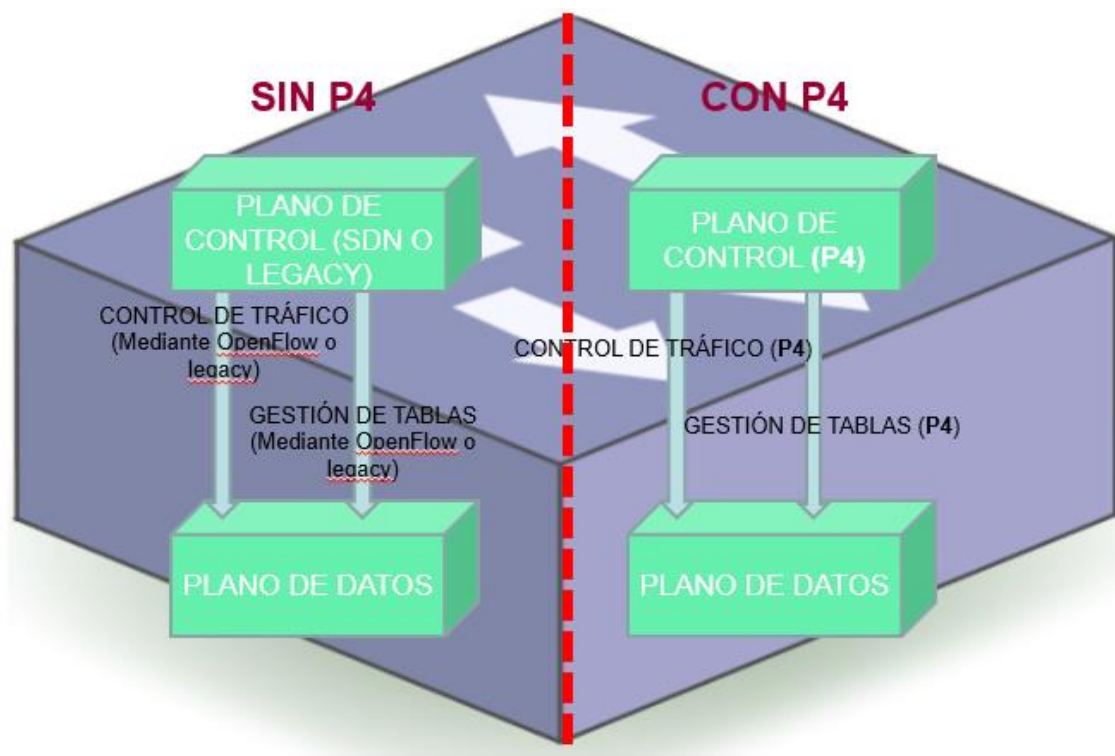 SIN P4
PLANO DE
CONTROL (SDN O
LEGACY)
CONTROL DE TRÁFICO
(Mediante OpenFlow o
legacy)
GESTIÓN DE TABLAS
(Mediante OpenFlow o
legacy)
PLANO DE DATOS
CON P4
PLANO DE
CONTROL (P4)
CONTROL DE TRÁFICO (P4)
GESTIÓN DE TABLAS (P4)
PLANO DE DATOS